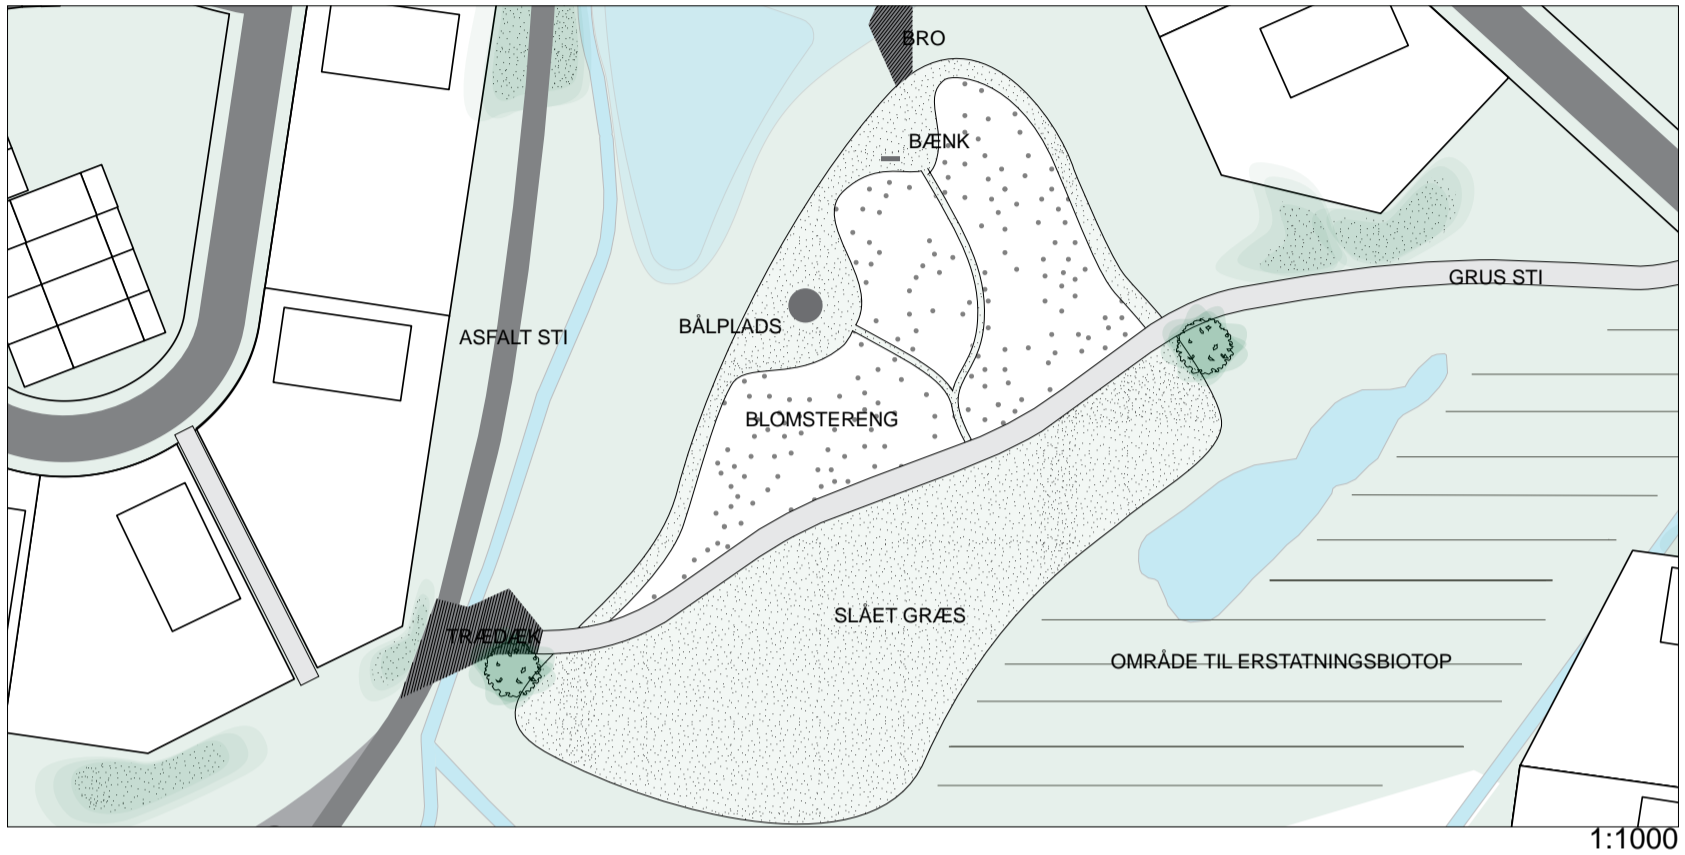 BRO
BÆNK
GRUS STI
BÅLPLADS
ASFALT STI
BLOMSTERENG
SLÅET GRÆS
TRÆDÆK
OMRÅDE TIL ERSTATNINGSBIOTOP
1:1000